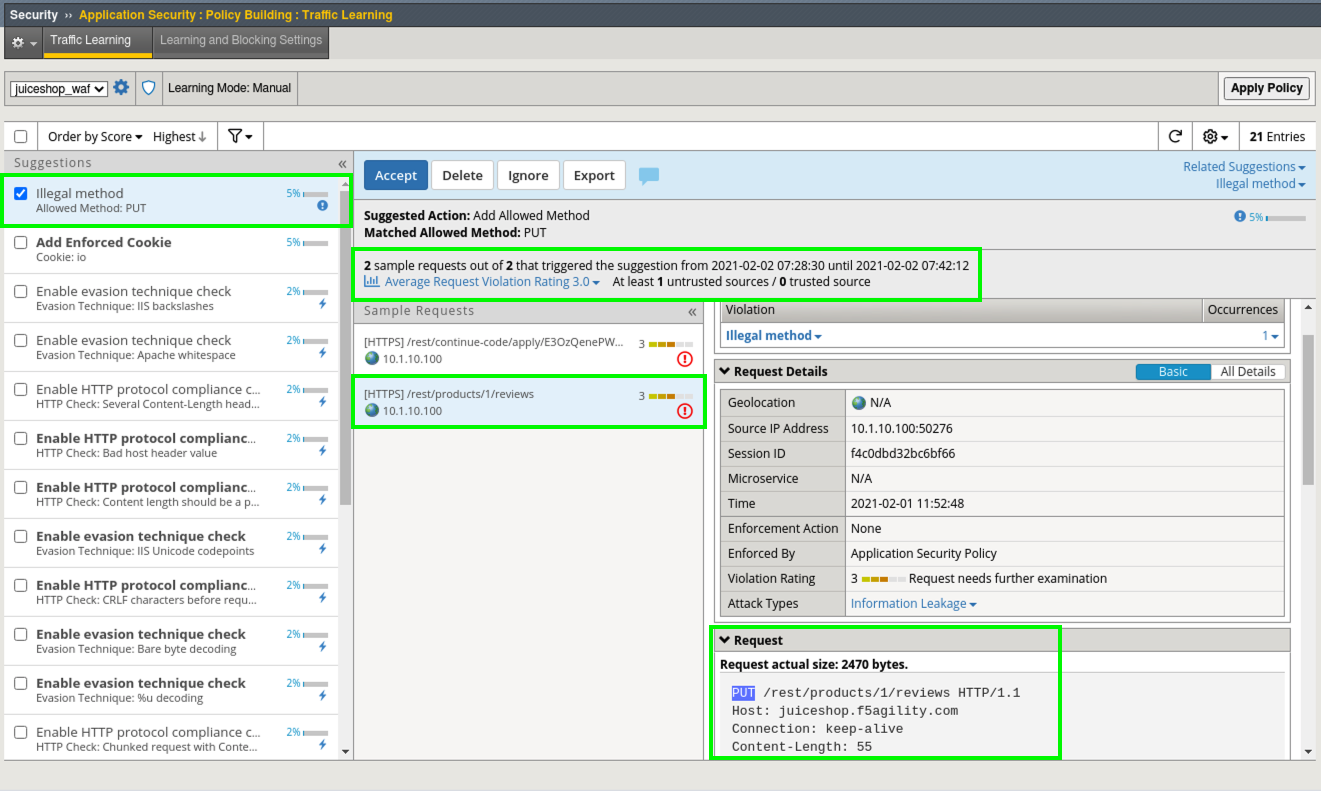 Security ›› Application Security : Policy Building : Traffic Learning
Traffic Learning
Learning and Blocking Settings
juiceshop_waf
Learning Mode: Manual
Apply Policy
Order by Score
Highest
21 Entries
Suggestions
«
Illegal method
5%
Allowed Method: PUT
Add Enforced Cookie
5%
Cookie: io
Enable evasion technique check
2%
Evasion Technique: IIS backslashes
Enable evasion technique check
2%
Evasion Technique: Apache whitespace
Enable HTTP protocol compliance c...
2%
HTTP Check: Several Content-Length head...
Enable HTTP protocol complianc...
2%
HTTP Check: Bad host header value
Enable HTTP protocol complianc...
2%
HTTP Check: Content length should be a p...
Enable evasion technique check
2%
Evasion Technique: IIS Unicode codepoints
Enable HTTP protocol complianc...
2%
HTTP Check: CRLF characters before requ...
Enable evasion technique check
2%
Evasion Technique: Bare byte decoding
Enable evasion technique check
2%
Evasion Technique: %u decoding
Enable HTTP protocol compliance c...
2%
HTTP Check: Chunked request with Conte...
Accept
Delete
Ignore
Export
Related Suggestions
Illegal method
Suggested Action: Add Allowed Method
5%
Matched Allowed Method: PUT
2 sample requests out of 2 that triggered the suggestion from 2021-02-02 07:28:30 until 2021-02-02 07:42:12
Average Request Violation Rating 3.0
At least 1 untrusted sources / 0 trusted source
Sample Requests
«
[HTTPS] /rest/continue-code/apply/E3OzQenePW...
3
10.1.10.100
[HTTPS] /rest/products/1/reviews
3
10.1.10.100
Violation
Occurrences
Illegal method
1
Request Details
Basic
All Details
Geolocation
N/A
Source IP Address
10.1.10.100:50276
Session ID
f4c0dbd32bc6bf66
Microservice
N/A
Time
2021-02-01 11:52:48
Enforcement Action
None
Enforced By
Application Security Policy
Violation Rating
3 Request needs further examination
Attack Types
Information Leakage
Request
Request actual size: 2470 bytes.
PUT /rest/products/1/reviews HTTP/1.1
Host: juiceshop.f5agility.com
Connection: keep-alive
Content-Length: 55